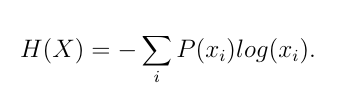 H(X) = − ∑_i P(x_i)log(x_i).